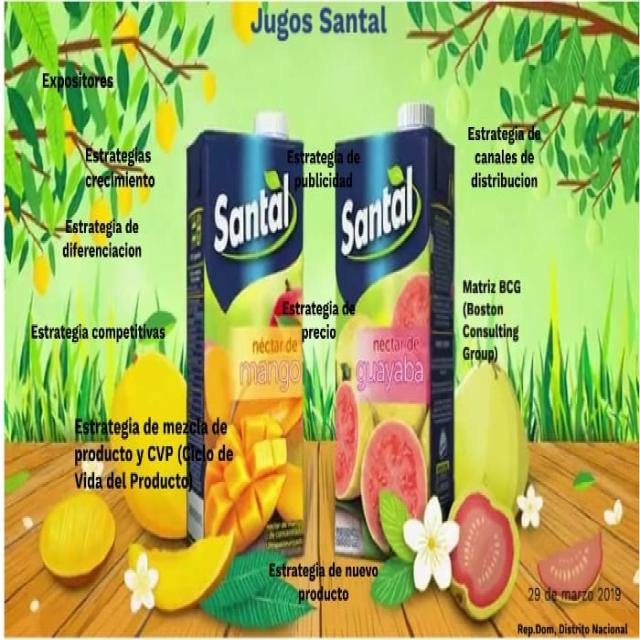 Jugos Santal
Expositores
Estrategias
crecimiento
Estrategia de
diferenciacion
Estrategia competitivas
Estrategia de mezcla de
producto y CVP (Ciclo de
Vida del Producto)
Estrategia de
publicidad
Estrategia de
precio
Estrategia de nuevo
producto
Estrategia de
canales de
distribucion
Matriz BCG
(Boston
Consulting
Group)
Santal
néctar de
mango
Santal
néctar de
guayaba
29 de marzo 2019
Rep.Dom, Distrito Nacional